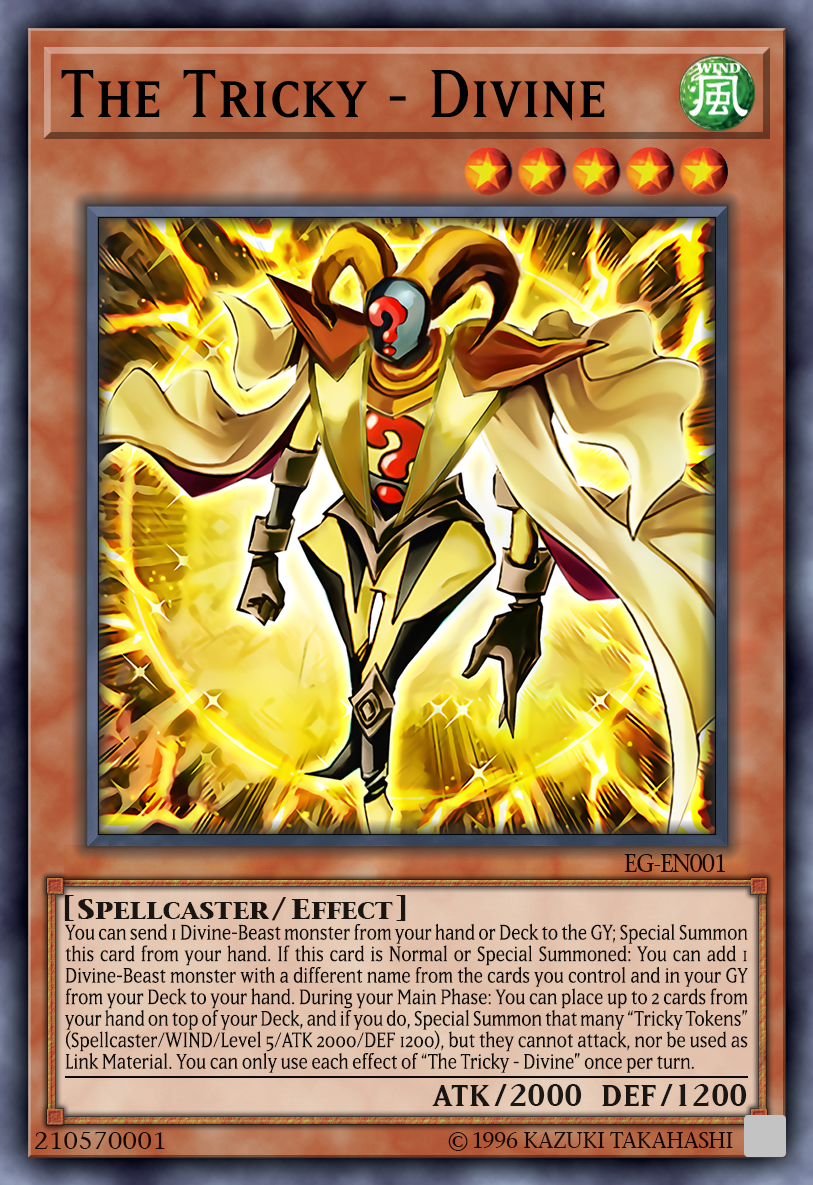 The Tricky - Divine
WIND
風
?
?
EG-EN001
[Spellcaster/Effect]
You can send 1 Divine-Beast monster from your hand or Deck to the GY; Special Summon
this card from your hand. If this card is Normal or Special Summoned: You can add 1
Divine-Beast monster with a different name from the cards you control and in your GY
from your Deck to your hand. During your Main Phase: You can place up to 2 cards from
your hand on top of your Deck, and if you do, Special Summon that many “Tricky Tokens”
(Spellcaster/WIND/Level 5/ATK 2000/DEF 1200), but they cannot attack, nor be used as
Link Material. You can only use each effect of “The Tricky - Divine” once per turn.
ATK/2000 DEF/1200
210570001
© 1996 KAZUKI TAKAHASHI